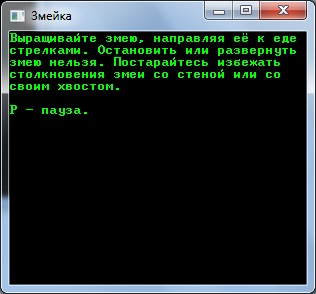 Змейка
Выращивайте змею, направляя её к еде
стрелками. Остановить или развернуть
змею нельзя. Постарайтесь избежать
столкновения змеи со стеной или со
своим хвостом.
P – пауза.